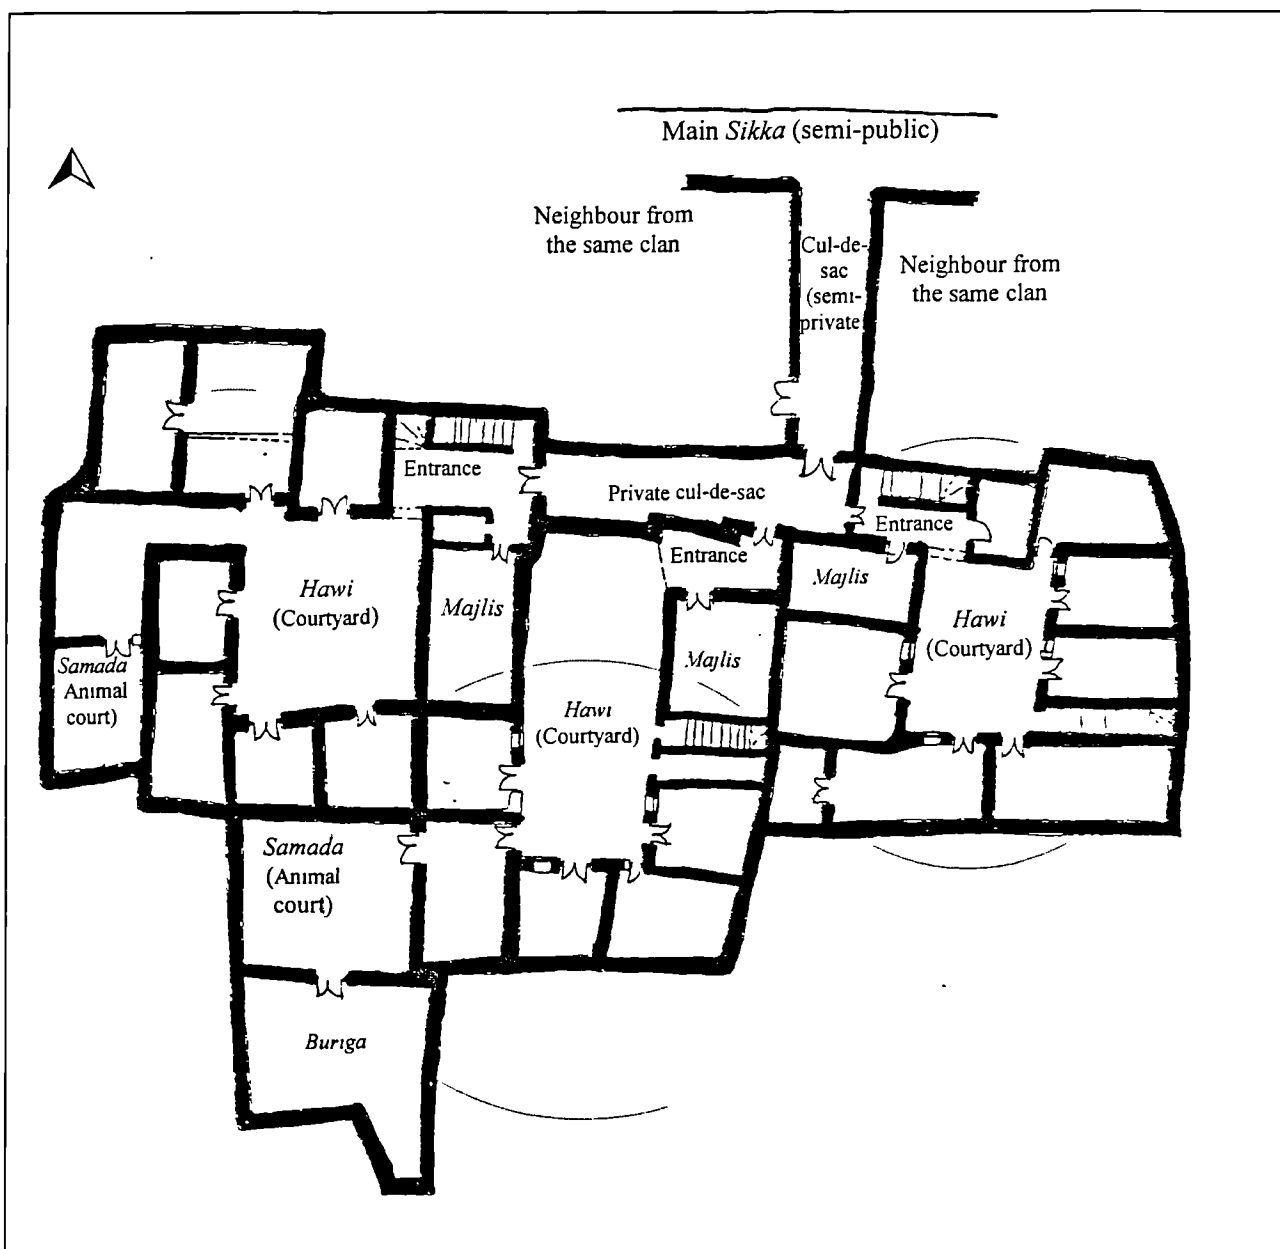 Main Sikka (semi-public)
Neighbour from
the same clan
Cul-de-
sac
(semi-
private
Neighbour from
the same clan
Entrance
Private cul-de-sac
Entrance
Entrance
Majlis
Hawi
(Courtyard)
Majlis
Hawi
(Courtyard)
Samada
Animal
court)
Majlis
Hawi
(Courtyard)
Samada
(Animal
court)
Buriga